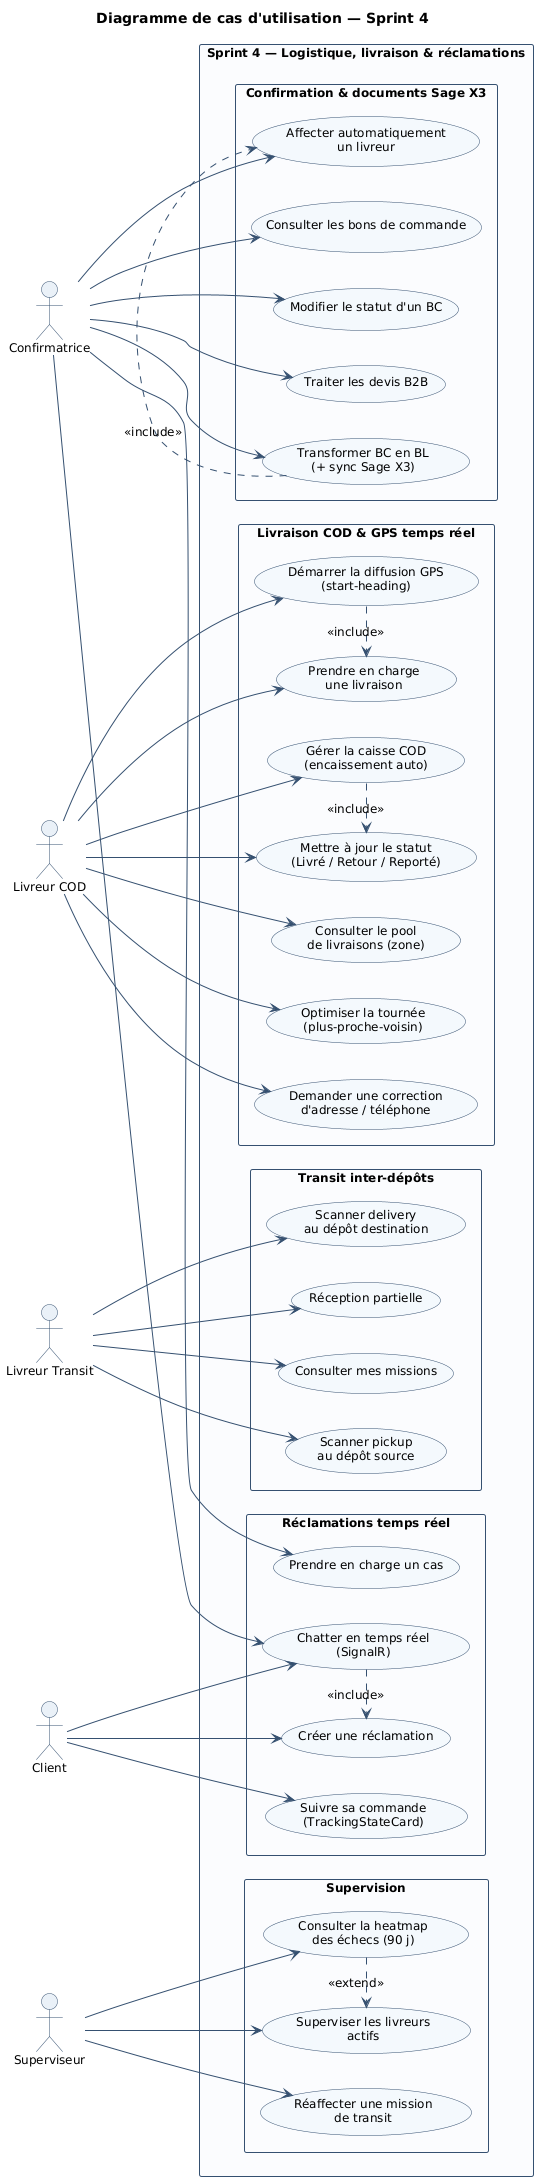 Diagramme de cas d'utilisation — Sprint 4
Sprint 4 — Logistique, livraison & réclamations
Confirmation & documents Sage X3
Affecter automatiquement
un livreur
Consulter les bons de commande
Modifier le statut d'un BC
Confirmatrice
Traiter les devis B2B
«include»
Transformer BC en BL
(+ sync Sage X3)
Livraison COD & GPS temps réel
Démarrer la diffusion GPS
(start-heading)
«include»
Prendre en charge
une livraison
Gérer la caisse COD
(encaissement auto)
«include»
Mettre à jour le statut
(Livré / Retour / Reporté)
Livreur COD
Consulter le pool
de livraisons (zone)
Optimiser la tournée
(plus-proche-voisin)
Demander une correction
d'adresse / téléphone
Transit inter-dépôts
Scanner delivery
au dépôt destination
Réception partielle
Livreur Transit
Consulter mes missions
Scanner pickup
au dépôt source
Réclamations temps réel
Prendre en charge un cas
Chatter en temps réel
(SignalR)
«include»
Créer une réclamation
Client
Suivre sa commande
(TrackingStateCard)
Supervision
Consulter la heatmap
des échecs (90 j)
«extend»
Superviser les livreurs
actifs
Superviseur
Réaffecter une mission
de transit